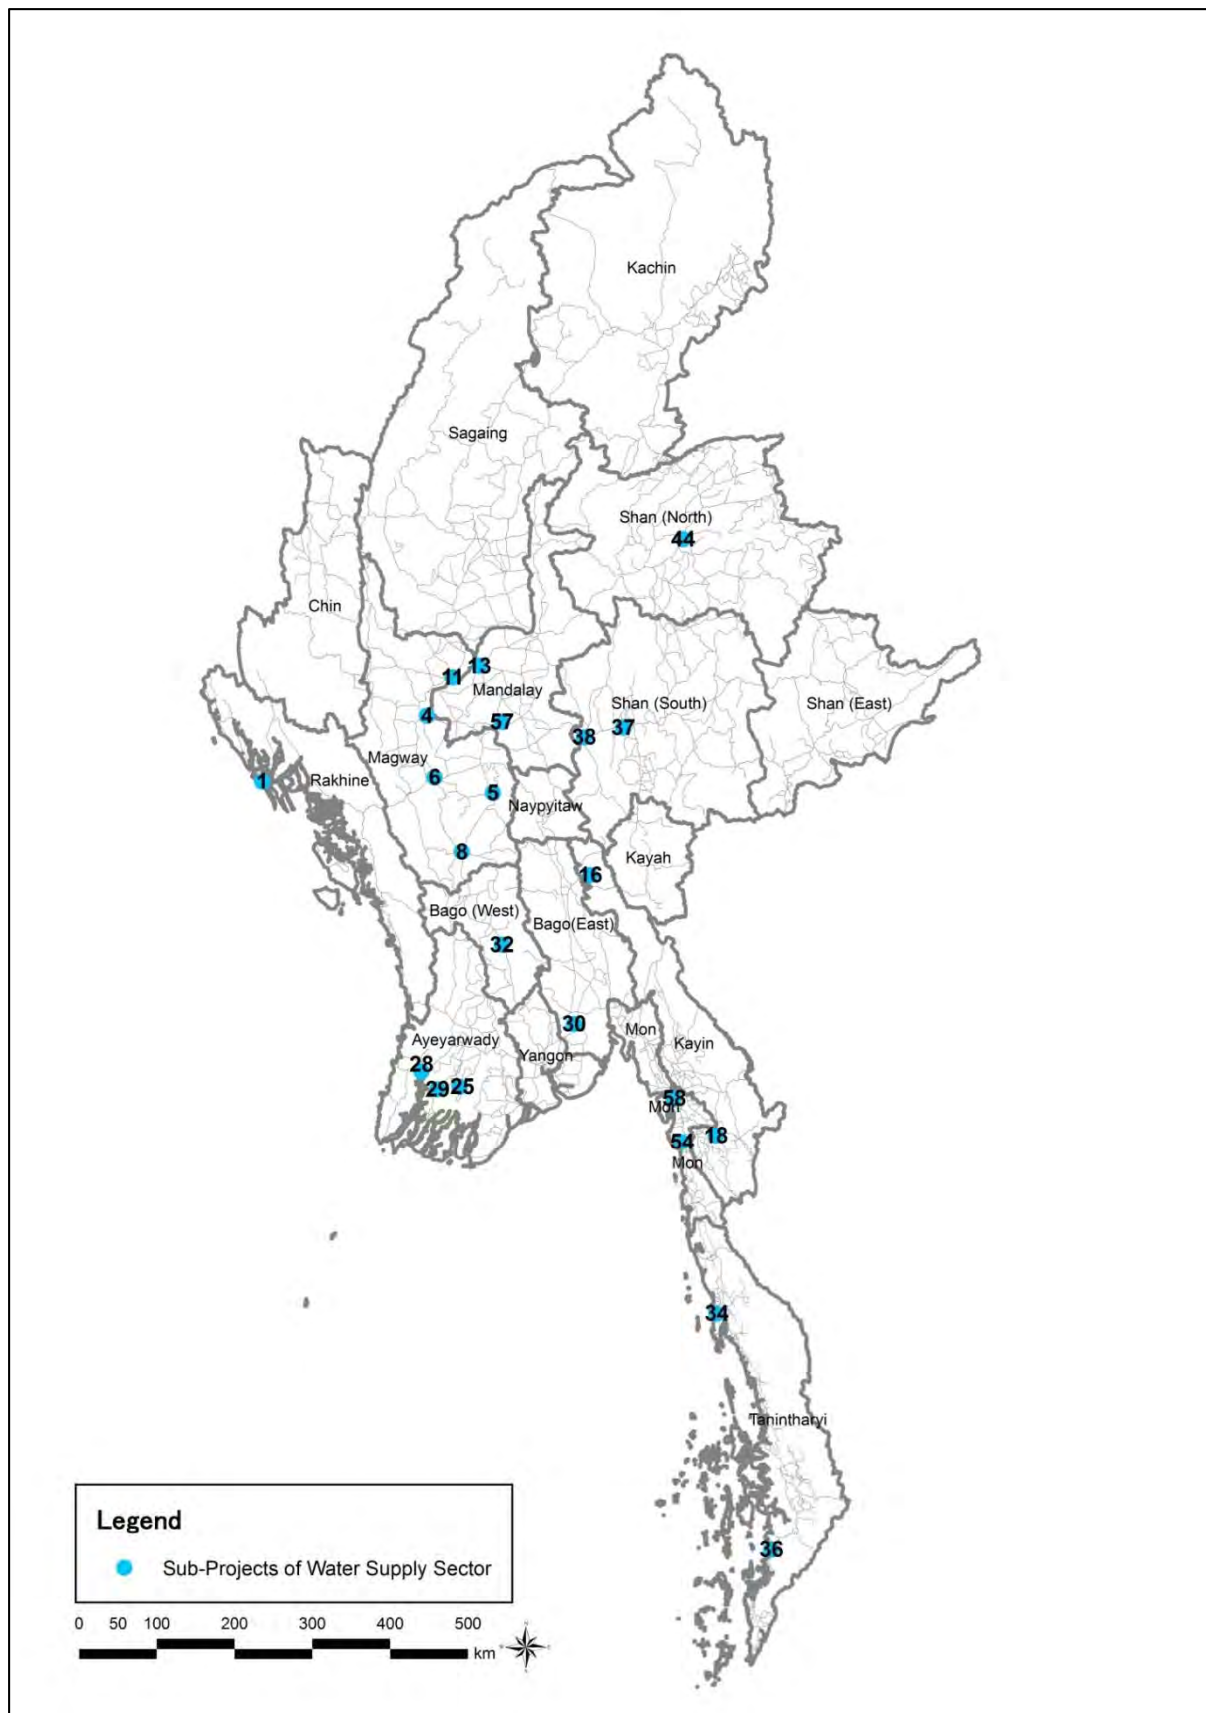 Kachin
Sagaing
Shan (North)
44
Chin
13
11
Mandalay
Shan (South)
Shan (East)
4
57
37
38
Magway
6
1
Rakhine
5
Naypyitaw
8
Kayah
16
Bago (West)
Bago(East)
32
30
Mon
Ayeyarwady
Kayin
Yangon
28
29
25
58
Mon
18
54
Mon
34
Tanintharyi
36
Legend
Sub-Projects of Water Supply Sector
0 50 100 200 300 400 500
km